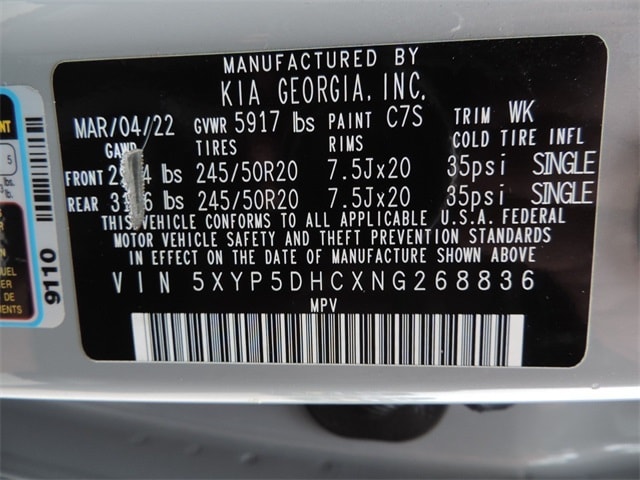 MANUFACTURED BY
KIA GEORGIA, INC.
MAR/04/22 GVWR 5917 lbs PAINT C7S TRIM WK
GAWR TIRES RIMS COLD TIRE INFL
FRONT lbs 245/50R20 7.5Jx20 35psi SINGLE
REAR lbs 245/50R20 7.5Jx20 35psi SINGLE
THIS VEHICLE CONFORMS TO ALL APPLICABLE U.S.A. FEDERAL
MOTOR VEHICLE SAFETY AND THEFT PREVENTION STANDARDS
IN EFFECT ON THE DATE OF MANUFACTURE SHOWN ABOVE
VIN 5XYP5DHCXNG268836
MPV
5
lbs.
DE
9110